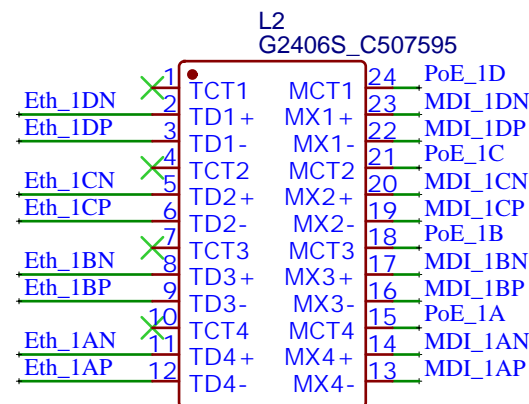 L2
G2406S_C507595
1 TCT1 MCT1 24 PoE_1D
Eth_1DN 2 TD1+ MX1+ 23 MDI_1DN
Eth_1DP 3 TD1- MX1- 22 MDI_1DP
4 TCT2 MCT2 21 PoE_1C
Eth_1CN 5 TD2+ MX2+ 20 MDI_1CN
Eth_1CP 6 TD2- MX2- 19 MDI_1CP
7 TCT3 MCT3 18 PoE_1B
Eth_1BN 8 TD3+ MX3+ 17 MDI_1BN
Eth_1BP 9 TD3- MX3- 16 MDI_1BP
10 TCT4 MCT4 15 PoE_1A
Eth_1AN 11 TD4+ MX4+ 14 MDI_1AN
Eth_1AP 12 TD4- MX4- 13 MDI_1AP